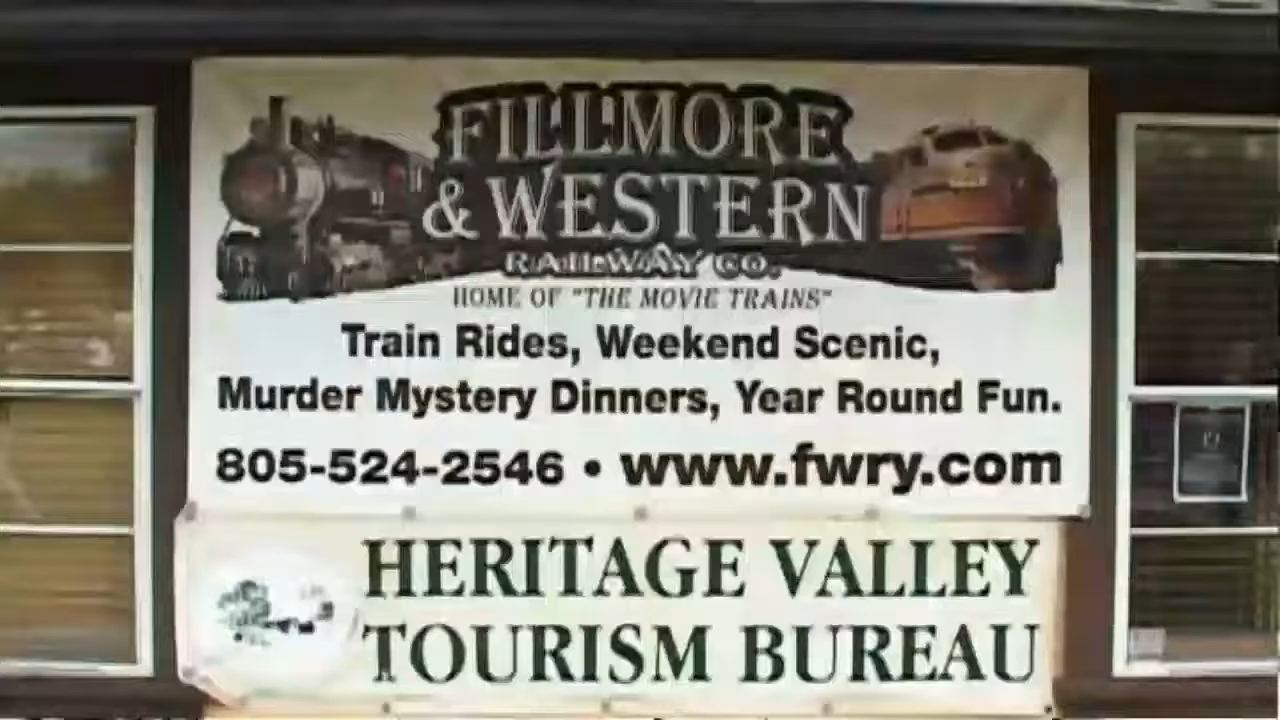 FILLMORE
& WESTERN
RAILWAY CO.
HOME OF "THE MOVIE TRAINS"
Train Rides, Weekend Scenic,
Murder Mystery Dinners, Year Round Fun.
805-524-2546 • www.fwry.com
HERITAGE VALLEY
TOURISM BUREAU